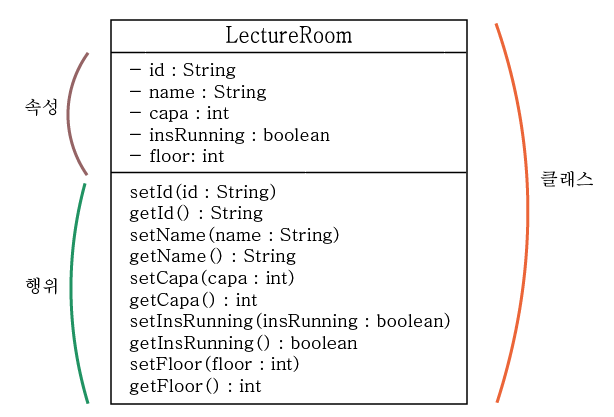 LectureRoom
- id : String
- name : String
- capa : int
- insRunning : boolean
- floor: int
속성
클래스
setId(id : String)
getId() : String
setName(name : String)
getName() : String
setCapa(capa : int)
getCapa() : int
setInsRunning(insRunning : boolean)
getInsRunning() : boolean
setFloor(floor : int)
getFloor() : int
행위